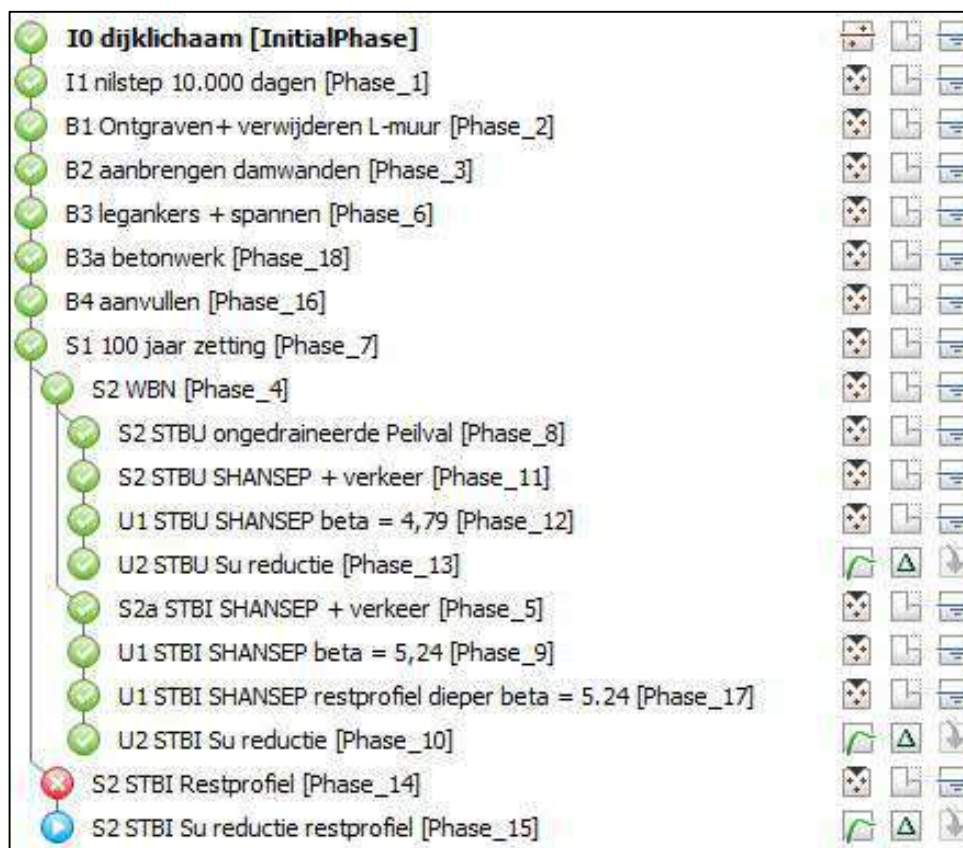 I0 dijklichaam [InitialPhase]
I1 nilstep 10.000 dagen [Phase_1]
B1 Ontgraven+ verwijderen L-muur [Phase_2]
B2 aanbrengen damwanden [Phase_3]
B3 legankers + spannen [Phase_6]
B3a betonwerk [Phase_18]
B4 aanvullen [Phase_16]
S1 100 jaar zetting [Phase_7]
S2 WBN [Phase_4]
S2 STBU ongedraineerde Peilval [Phase_8]
S2 STBU SHANSEP + verkeer [Phase_11]
U1 STBU SHANSEP beta = 4,79 [Phase_12]
U2 STBU Su reductie [Phase_13]
S2a STBI SHANSEP + verkeer [Phase_5]
U1 STBI SHANSEP beta = 5,24 [Phase_9]
U1 STBI SHANSEP restprofiel dieper beta = 5.24 [Phase_17]
U2 STBI Su reductie [Phase_10]
S2 STBI Restprofiel [Phase_14]
S2 STBI Su reductie restprofiel [Phase_15]